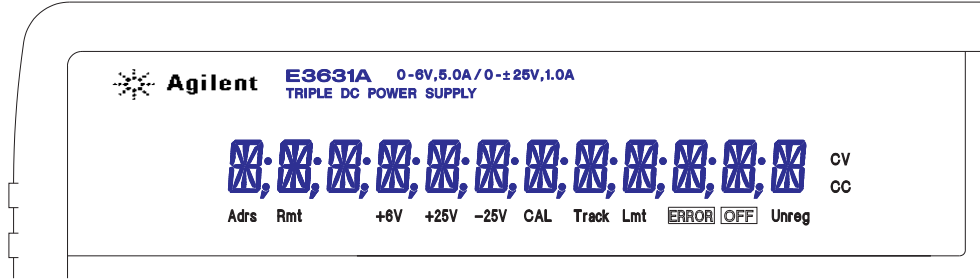 Agilent E3631A 0-6V,5.0A/0-±25V,1.0A
TRIPLE DC POWER SUPPLY
CV
CC
Adrs Rmt +6V +25V -25V CAL Track Lmt ERROR OFF Unreg